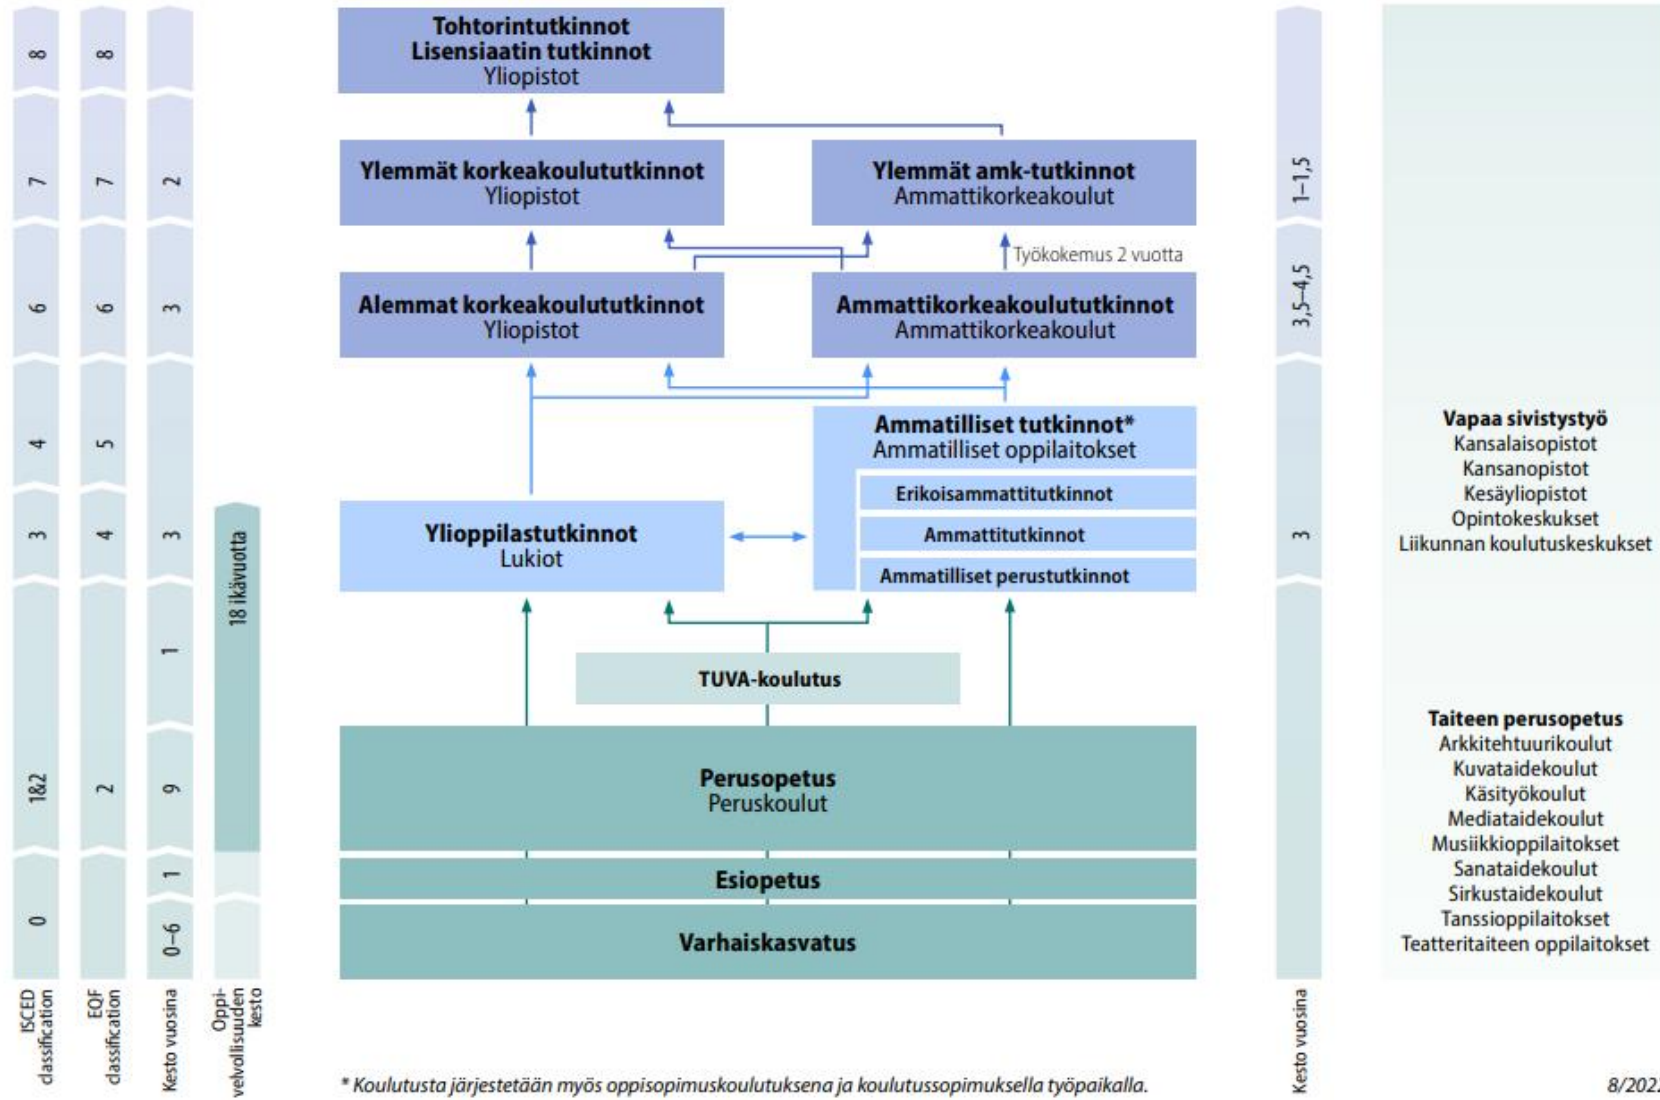 8
7
6
4
3
1&2
0
ISCED
classification
8
7
6
5
4
2
EQF
classification
2
3
3
1
9
1
0–6
Kesto vuosina
18 ikävuotta
Oppi-
velvollisuuden
kesto
Tohtorintutkinnot
Lisensiaatin tutkinnot
Yliopistot
Ylemmät korkeakoulututkinnot
Yliopistot
Ylemmät amk-tutkinnot
Ammattikorkeakoulut
Työkokemus 2 vuotta
Alemmat korkeakoulututkinnot
Yliopistot
Ammattikorkeakoulututkinnot
Ammattikorkeakoulut
Ammatilliset tutkinnot*
Ammatilliset oppilaitokset
Erikoisammattitutkinnot
Ammattitutkinnot
Ammatilliset perustutkinnot
Ylioppilastutkinnot
Lukiot
TUVA-koulutus
Perusopetus
Peruskoulut
Esiopetus
Varhaiskasvatus
1–1,5
3,5–4,5
3
Kesto vuosina
Vapaa sivistystyö
Kansalaisopistot
Kansanopistot
Kesäyliopistot
Opintokeskukset
Liikunnan koulutuskeskukset
Taiteen perusopetus
Arkkitehtuurikoulut
Kuvataidekoulut
Käsityökoulut
Mediataidekoulut
Musiikkioppilaitokset
Sanataidekoulut
Sirkustaidekoulut
Tanssioppilaitokset
Teatteritaiteen oppilaitokset
* Koulutusta järjestetään myös oppisopimuskoulutuksena ja koulutussopimuksella työpaikalla.
8/2022